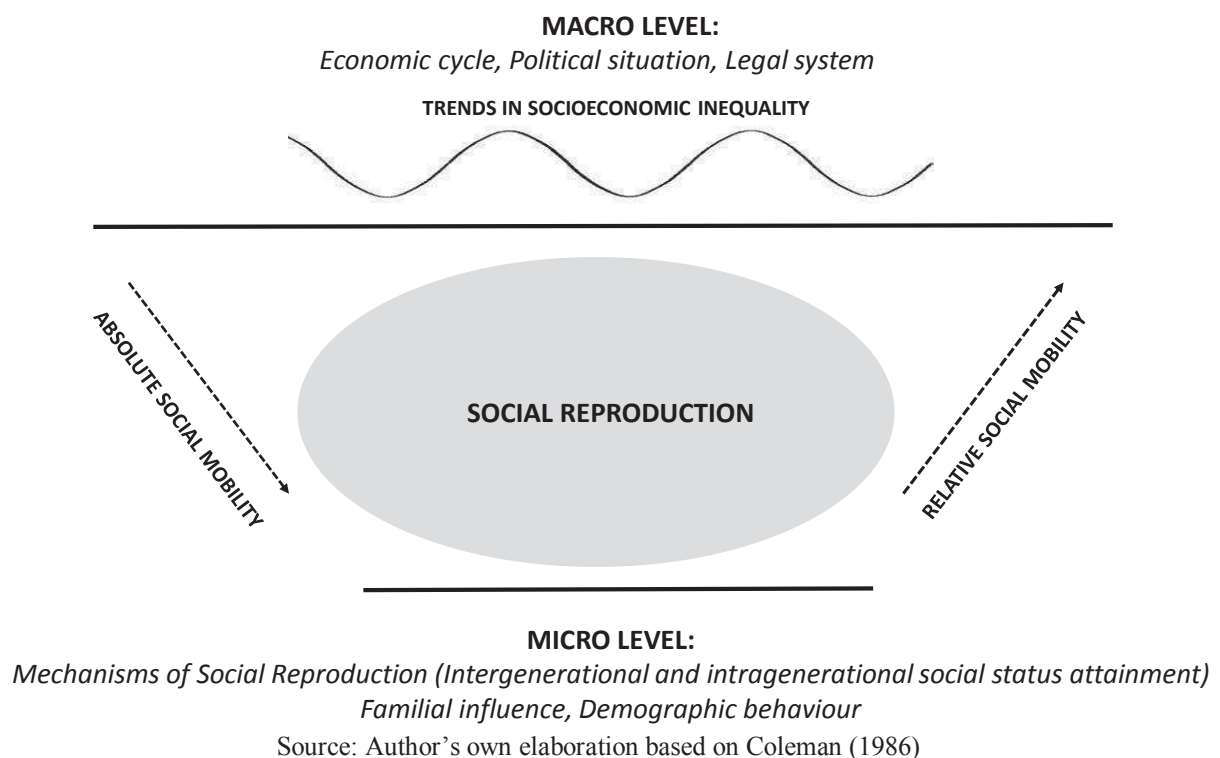 MACRO LEVEL:
Economic cycle, Political situation, Legal system
TRENDS IN SOCIOECONOMIC INEQUALITY
ABSOLUTE SOCIAL MOBILITY
SOCIAL REPRODUCTION
RELATIVE SOCIAL MOBILITY
MICRO LEVEL:
Mechanisms of Social Reproduction (Intergenerational and intragenerational social status attainment)
Familial influence, Demographic behaviour
Source: Author's own elaboration based on Coleman (1986)